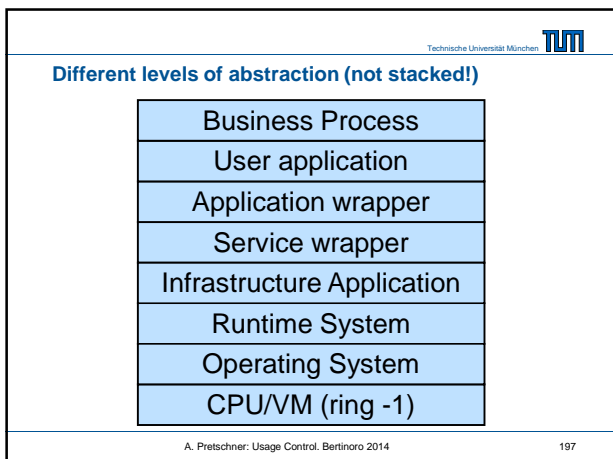 Technische Universität München TUM
Different levels of abstraction (not stacked!)
Business Process
User application
Application wrapper
Service wrapper
Infrastructure Application
Runtime System
Operating System
CPU/VM (ring -1)
A. Pretschner: Usage Control. Bertinoro 2014 197